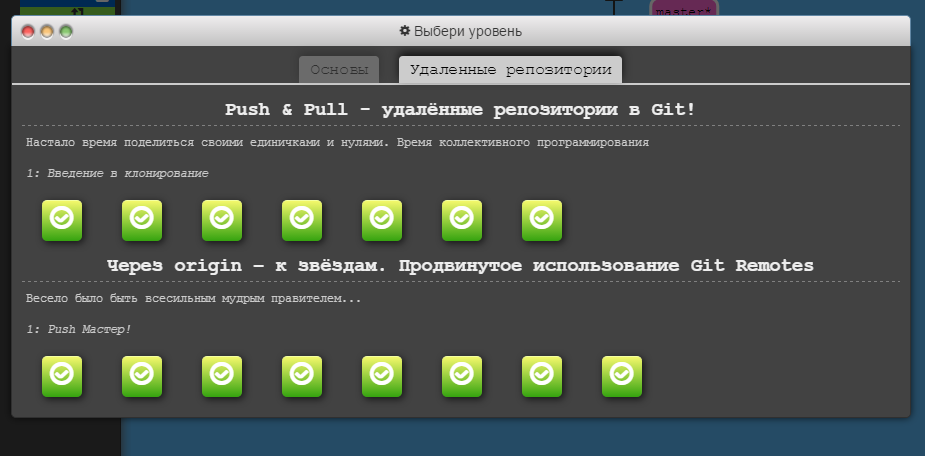 master*
Выбери уровень
Основы
Удаленные репозитории
Push & Pull - удалённые репозитории в Git!
Настало время поделиться своими единичками и нулями. Время коллективного программирования
1: Введение в клонирование
Через origin – к звёздам. Продвинутое использование Git Remotes
Весело было быть всесильным мудрым правителем...
1: Push Мастер!